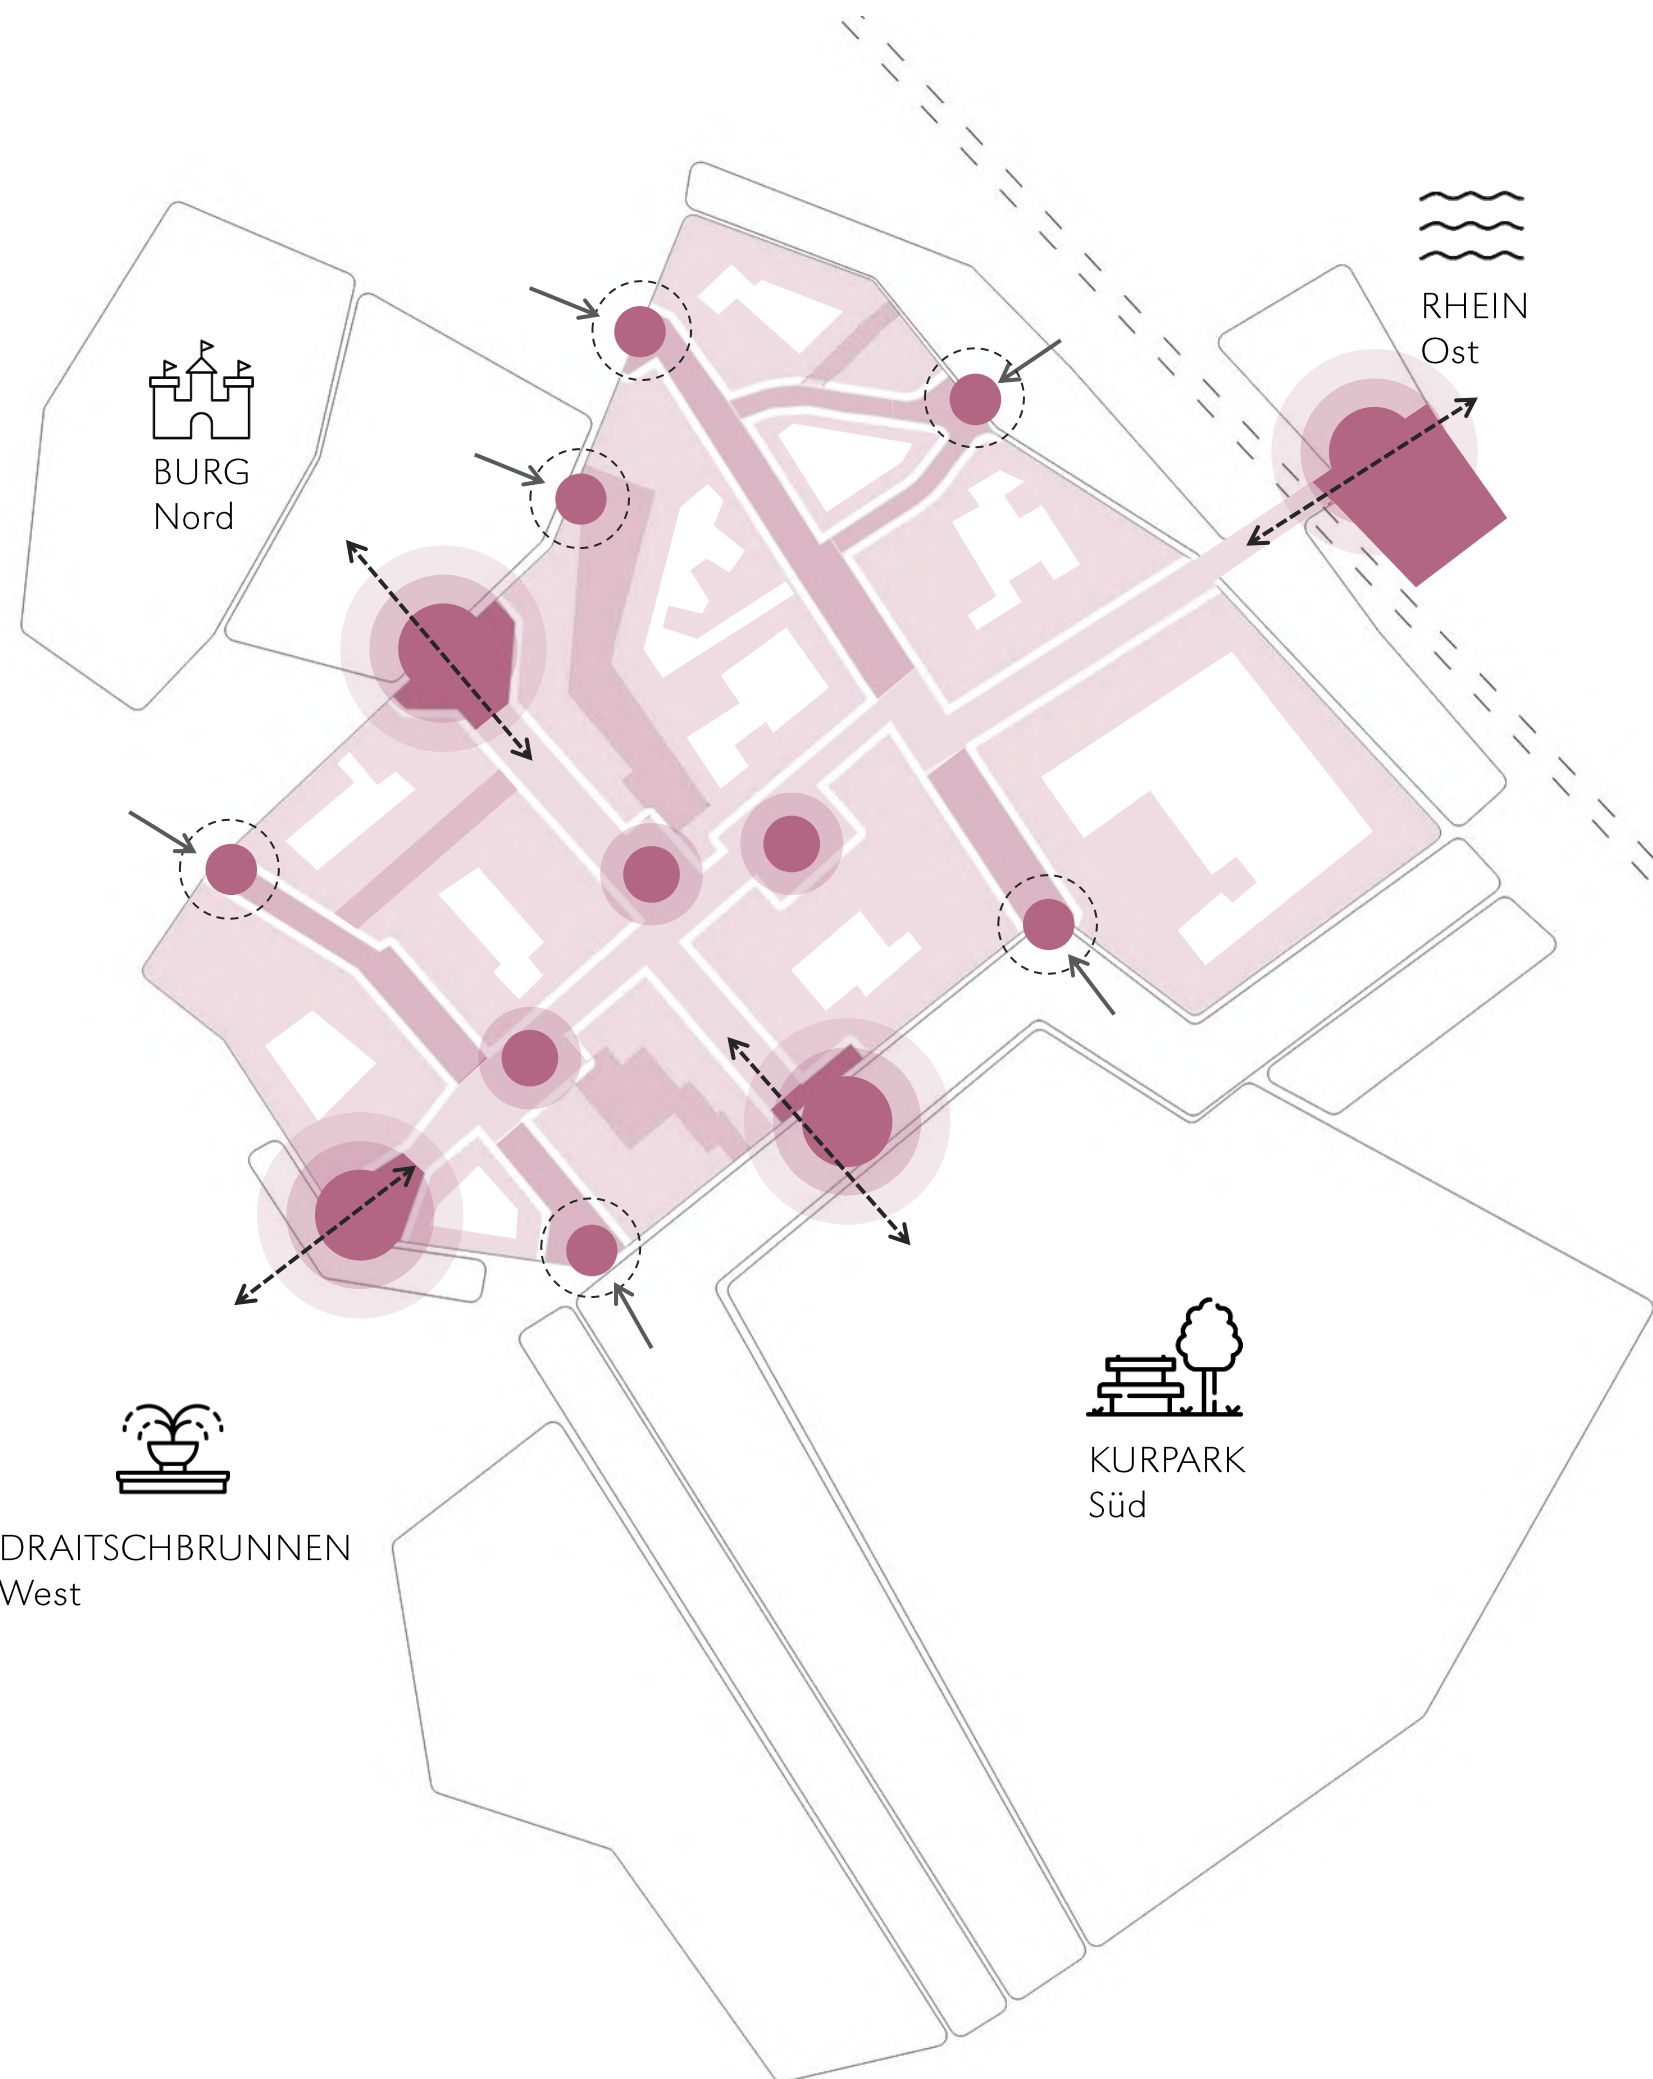 RHEIN
Ost
BURG
Nord
KURPARK
Süd
DRAITSCHBRUNNEN
West